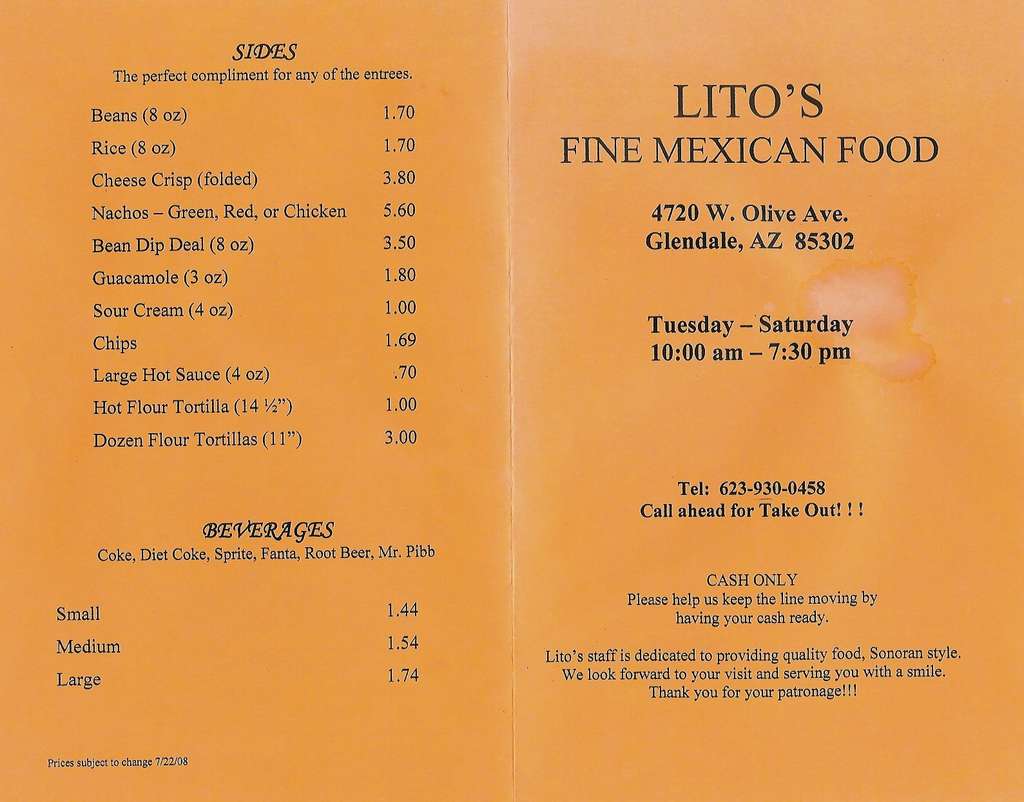 SIDES
The perfect compliment for any of the entrees.
Beans (8 oz) 1.70
Rice (8 oz) 1.70
Cheese Crisp (folded) 3.80
Nachos – Green, Red, or Chicken 5.60
Bean Dip Deal (8 oz) 3.50
Guacamole (3 oz) 1.80
Sour Cream (4 oz) 1.00
Chips 1.69
Large Hot Sauce (4 oz) .70
Hot Flour Tortilla (14 ½”) 1.00
Dozen Flour Tortillas (11”) 3.00
BEVERAGES
Coke, Diet Coke, Sprite, Fanta, Root Beer, Mr. Pibb
Small 1.44
Medium 1.54
Large 1.74
Prices subject to change 7/22/08
LITO’S
FINE MEXICAN FOOD
4720 W. Olive Ave.
Glendale, AZ 85302
Tuesday – Saturday
10:00 am – 7:30 pm
Tel: 623-930-0458
Call ahead for Take Out! ! !
CASH ONLY
Please help us keep the line moving by
having your cash ready.
Lito’s staff is dedicated to providing quality food, Sonoran style.
We look forward to your visit and serving you with a smile.
Thank you for your patronage!!!